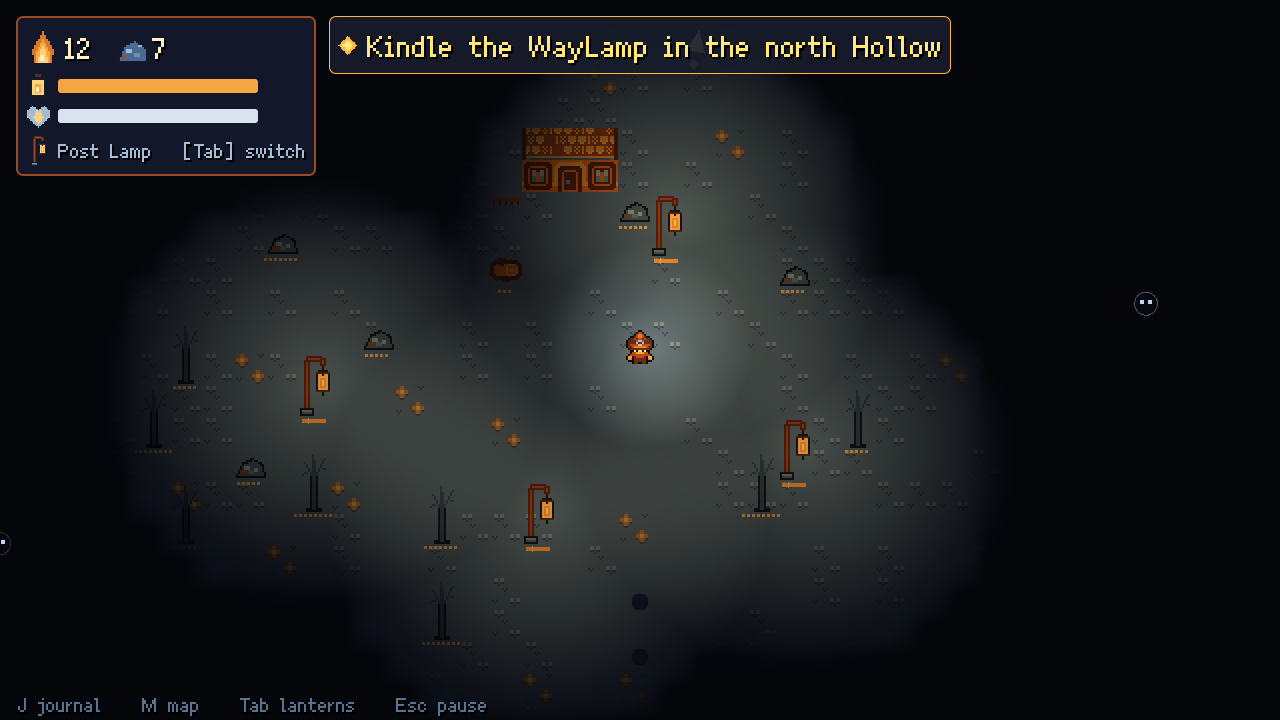 12 7
Kindle the WayLamp in the north Hollow
Post Lamp [Tab] switch
J journal M map Tab lanterns Esc pause